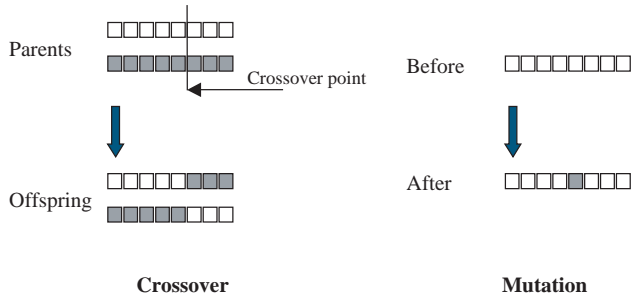 Parents
Crossover point
Offspring
Crossover
Before
After
Mutation